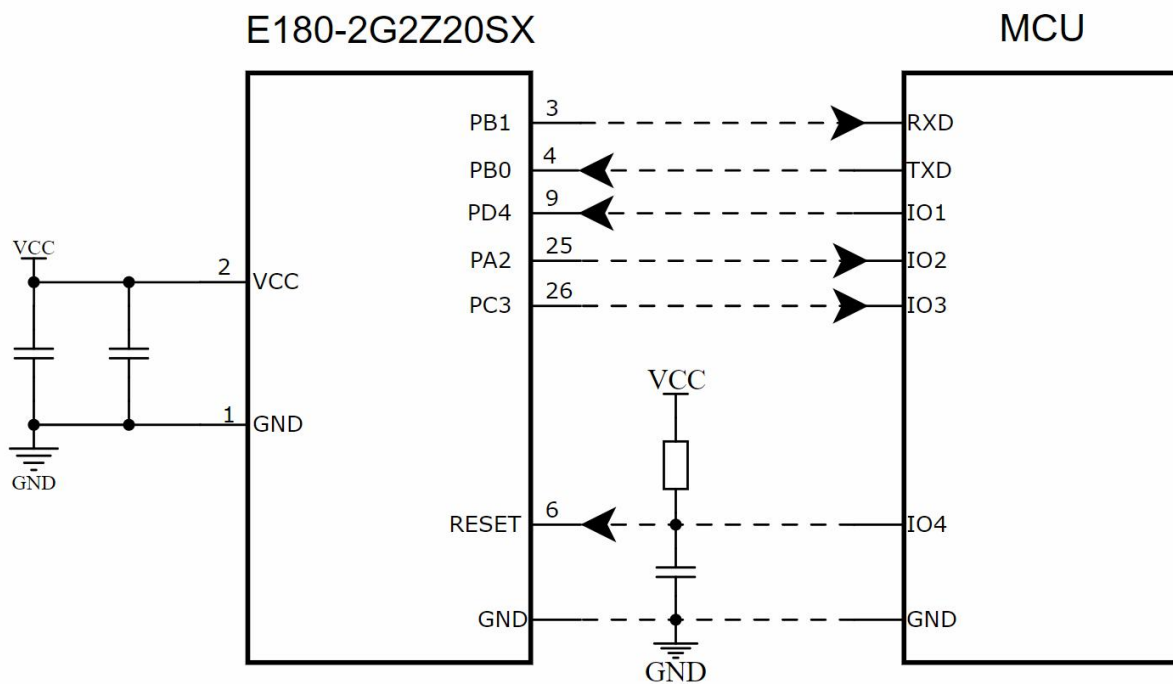 E180-2G2Z20SX
MCU
PB1 3 RXD
PB0 4 TXD
PD4 9 IO1
PA2 25 IO2
PC3 26 IO3
VCC
2 VCC
1 GND
GND
VCC
RESET 6 IO4
GND GND
GND